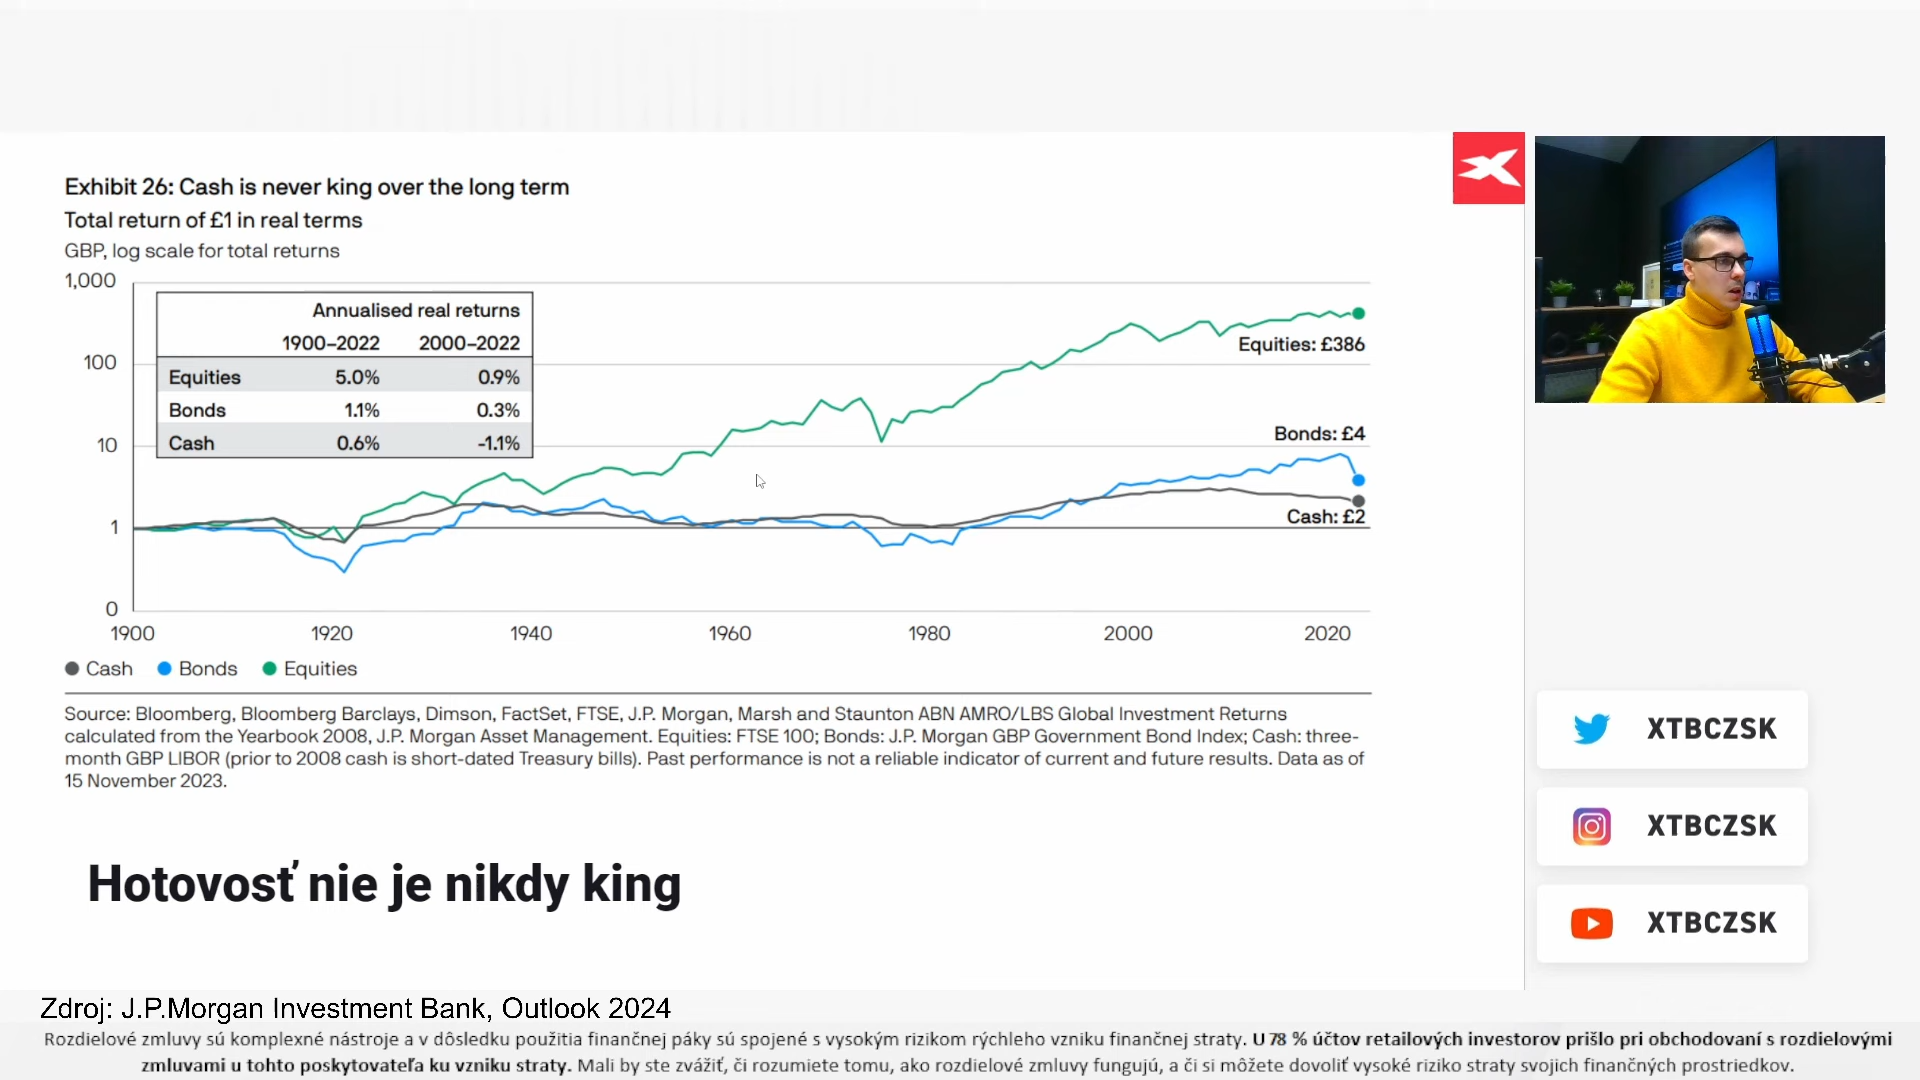 Exhibit 26: Cash is never king over the long term
Total return of £1 in real terms
GBP, log scale for total returns
1,000
100
10
1
0
Annualised real returns
1900–2022 2000–2022
Equities 5.0% 0.9%
Bonds 1.1% 0.3%
Cash 0.6% -1.1%
Equities: £386
Bonds: £4
Cash: £2
1900 1920 1940 1960 1980 2000 2020
Cash Bonds Equities
Source: Bloomberg, Bloomberg Barclays, Dimson, FactSet, FTSE, J.P. Morgan, Marsh and Staunton ABN AMRO/LBS Global Investment Returns
calculated from the Yearbook 2008, J.P. Morgan Asset Management. Equities: FTSE 100; Bonds: J.P. Morgan GBP Government Bond Index; Cash: three-
month GBP LIBOR (prior to 2008 cash is short-dated Treasury bills). Past performance is not a reliable indicator of current and future results. Data as of
15 November 2023.
Hotovosť nie je nikdy king
XTBCZSK
XTBCZSK
XTBCZSK
Zdroj: J.P.Morgan Investment Bank, Outlook 2024
Rozdielové zmluvy sú komplexné nástroje a v dôsledku použitia finančnej páky sú spojené s vysokým rizikom rýchleho vzniku finančnej straty. U 78 % účtov retailových investorov prišlo pri obchodovaní s rozdielovými
zmluvami u tohto poskytovateľa ku vzniku straty. Mali by ste zvážiť, či rozumiete tomu, ako rozdielové zmluvy fungujú, a či si môžete dovoliť vysoké riziko straty svojich finančných prostriedkov.